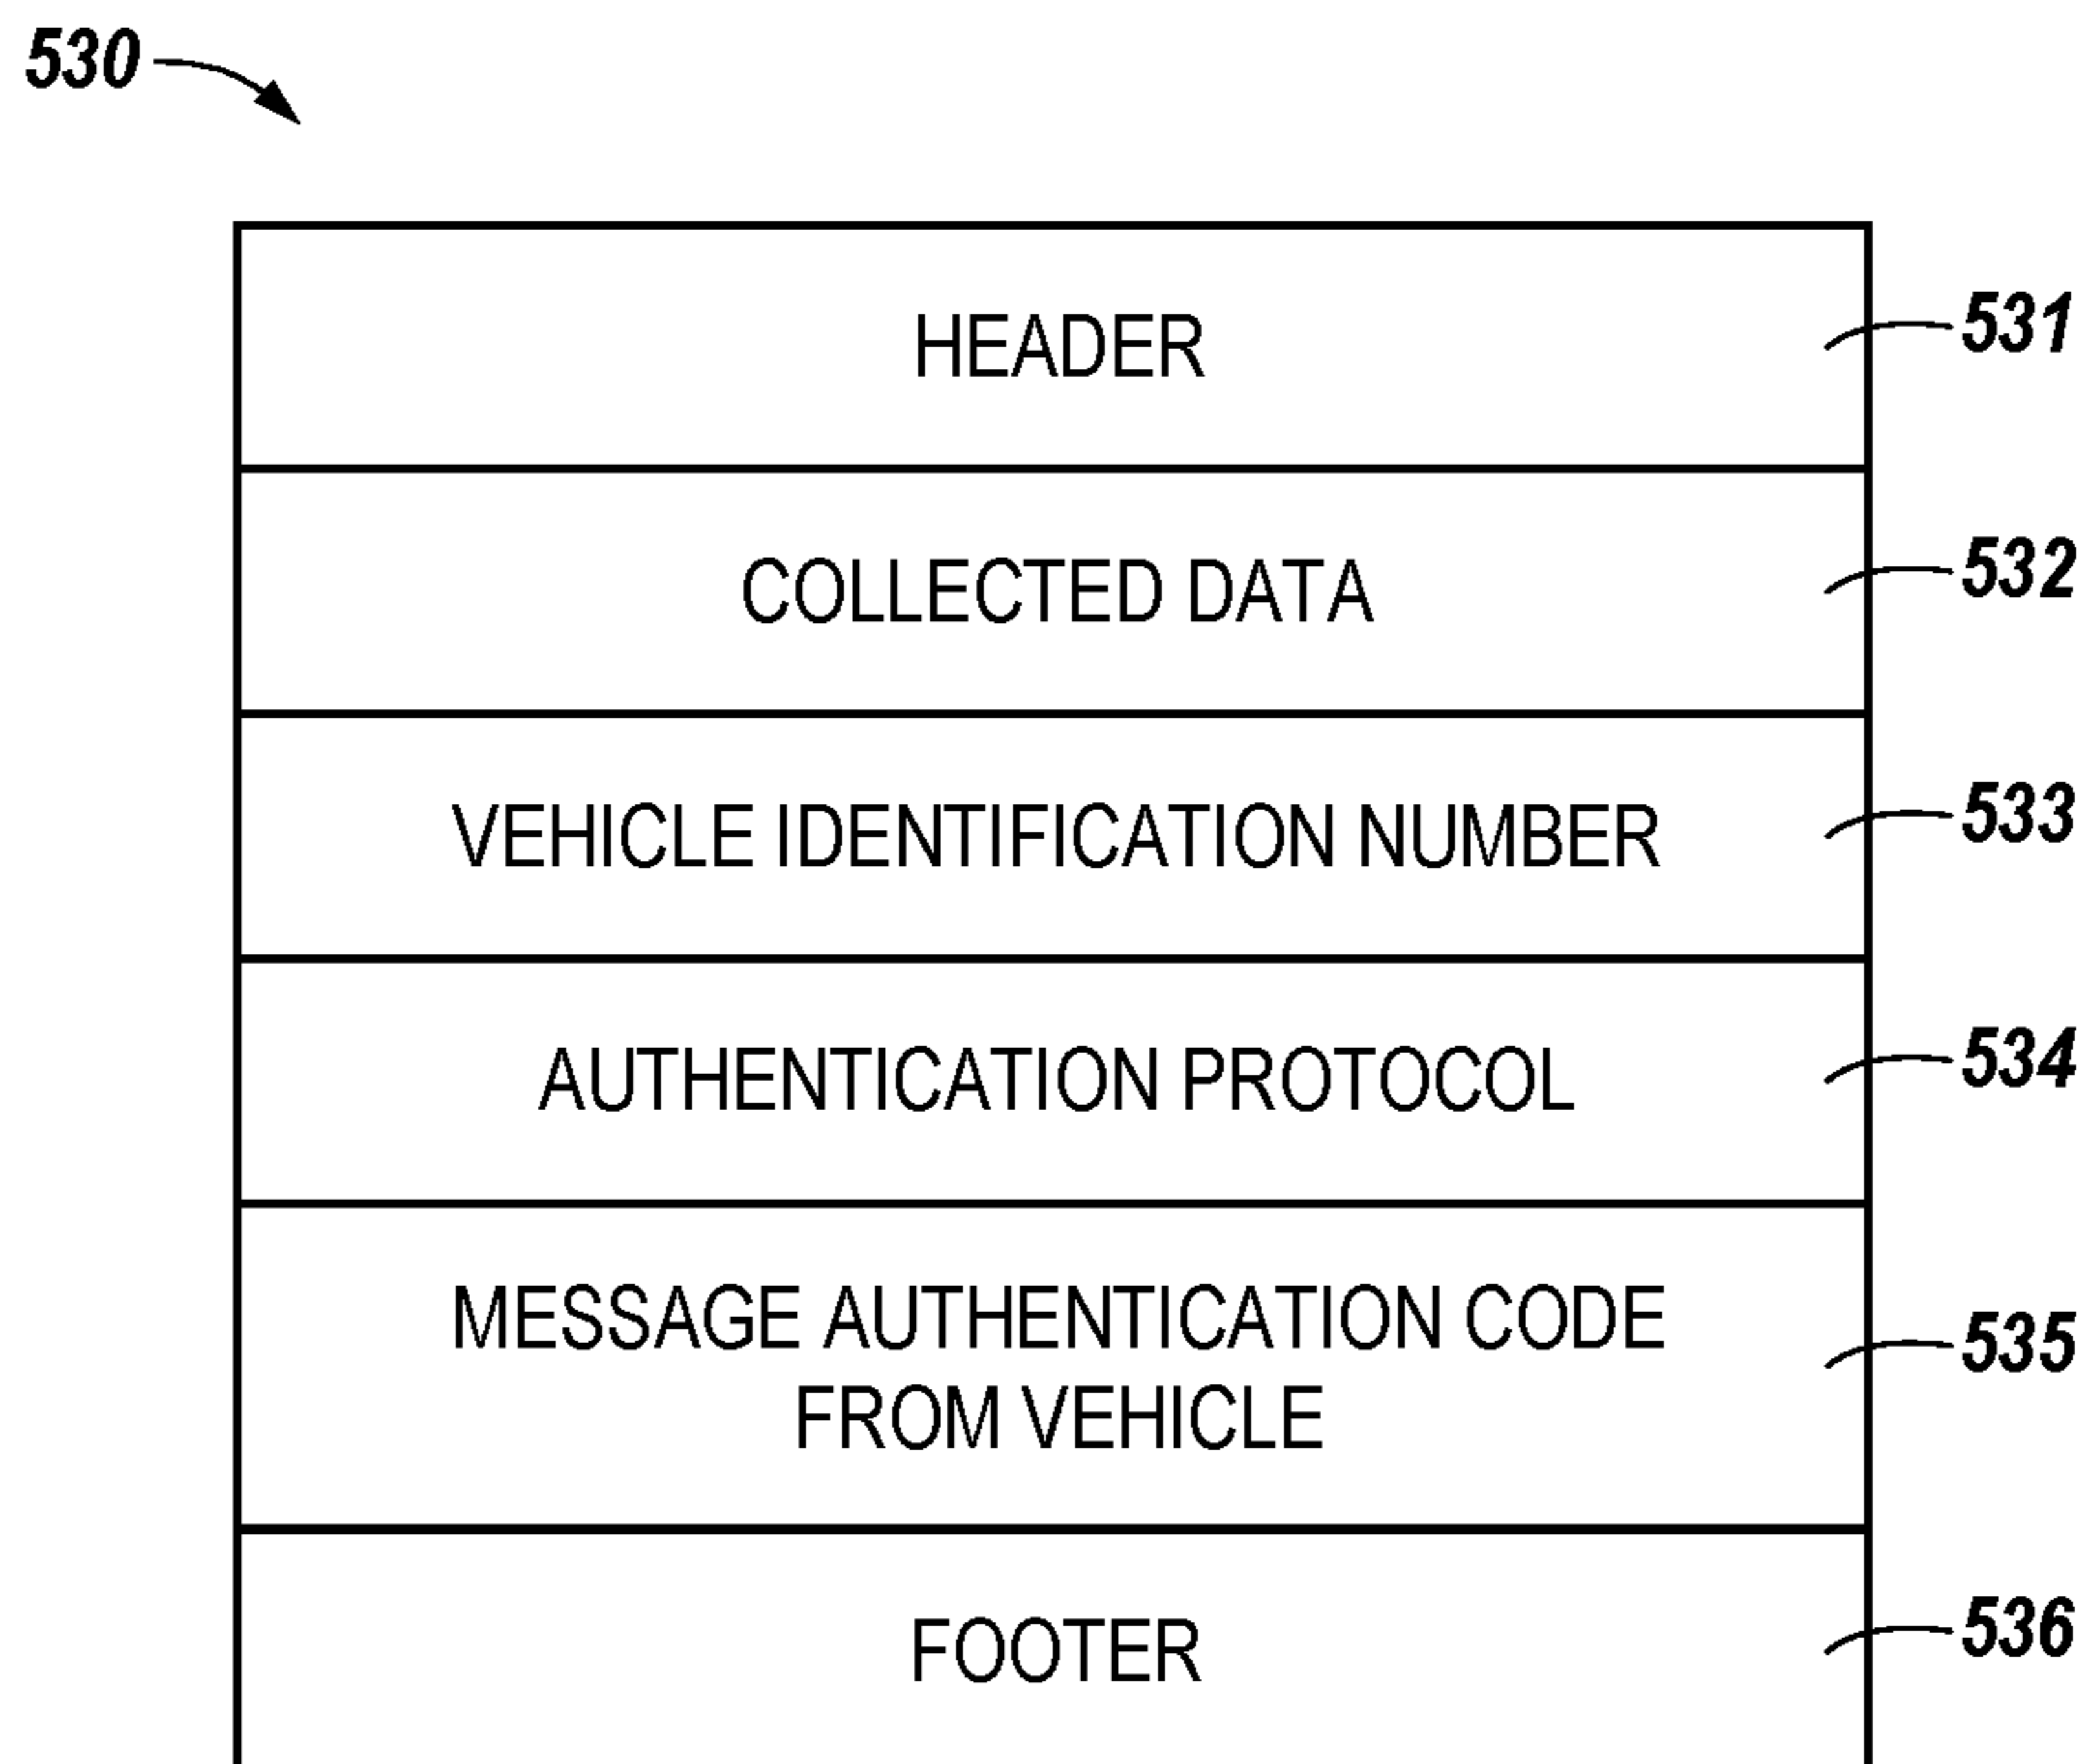 530
HEADER
531
COLLECTED DATA
532
VEHICLE IDENTIFICATION NUMBER
533
AUTHENTICATION PROTOCOL
534
MESSAGE AUTHENTICATION CODE
FROM VEHICLE
535
FOOTER
536